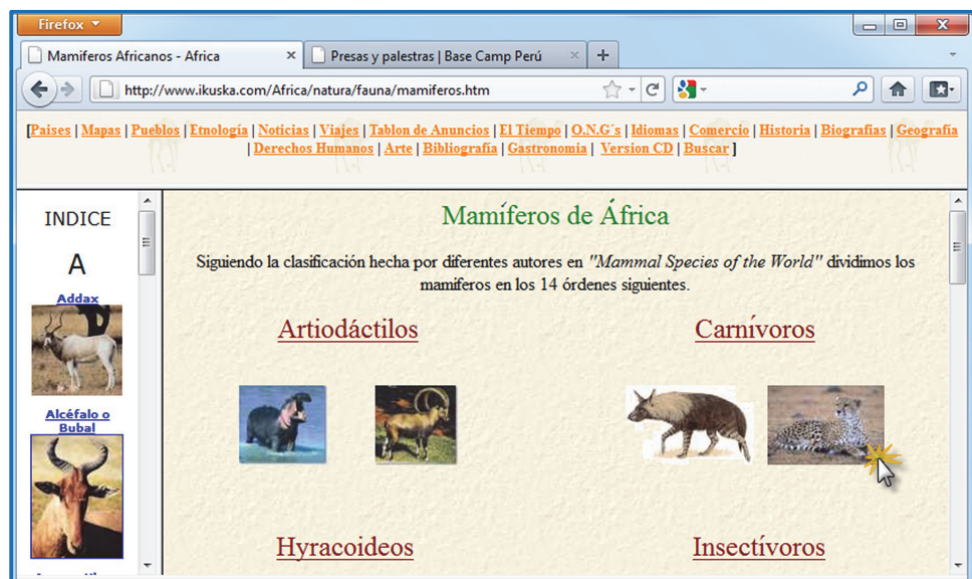 Firefox
Mamiferos Africanos - Africa
Presas y palestras | Base Camp Perú
http://www.ikuska.com/Africa/natura/fauna/mamiferos.htm
[Paises | Mapas | Pueblos | Etnología | Noticias | Viajes | Tablon de Anuncios | El Tiempo | O.N.G´s | Idiomas | Comercio | Historia | Biografias | Geografía
| Derechos Humanos | Arte | Bibliografía | Gastronomia | Version CD | Buscar ]
INDICE
A
Addax
Alcéfalo o
Bubal
Mamíferos de África
Siguiendo la clasificación hecha por diferentes autores en "Mammal Species of the World" dividimos los
mamiferos en los 14 órdenes siguientes.
Artiodáctilos
Carnívoros
Hyracoideos
Insectívoros